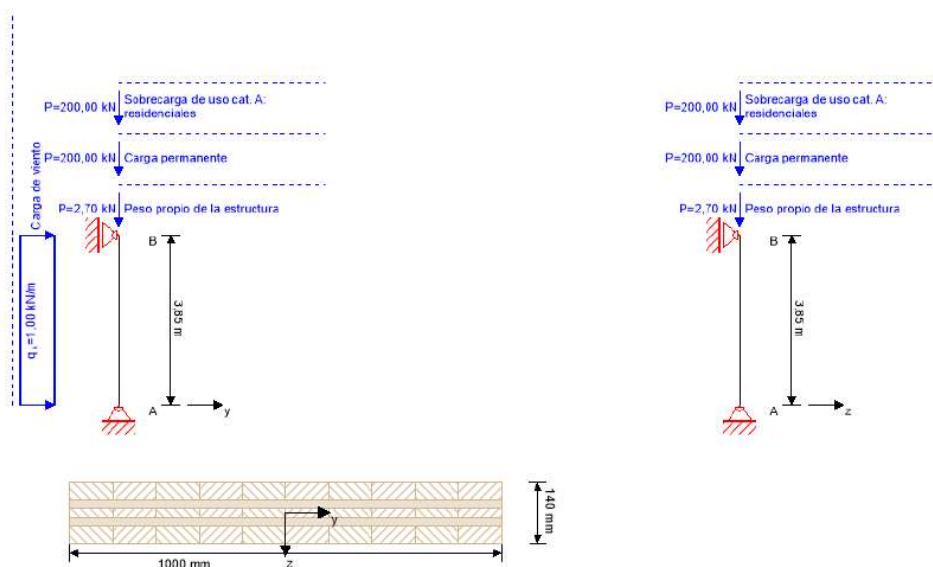 P=200,00 kN
Sobrecarga de uso cat. A:
residenciales
P=200,00 kN
Carga permanente
P=2,70 kN
Peso propio de la estructura
Carga de viento
q₁=1,00 kN/m
B
3,85 m
A
y
P=200,00 kN
Sobrecarga de uso cat. A:
residenciales
P=200,00 kN
Carga permanente
P=2,70 kN
Peso propio de la estructura
B
3,85 m
A
z
y
z
140 mm
1000 mm